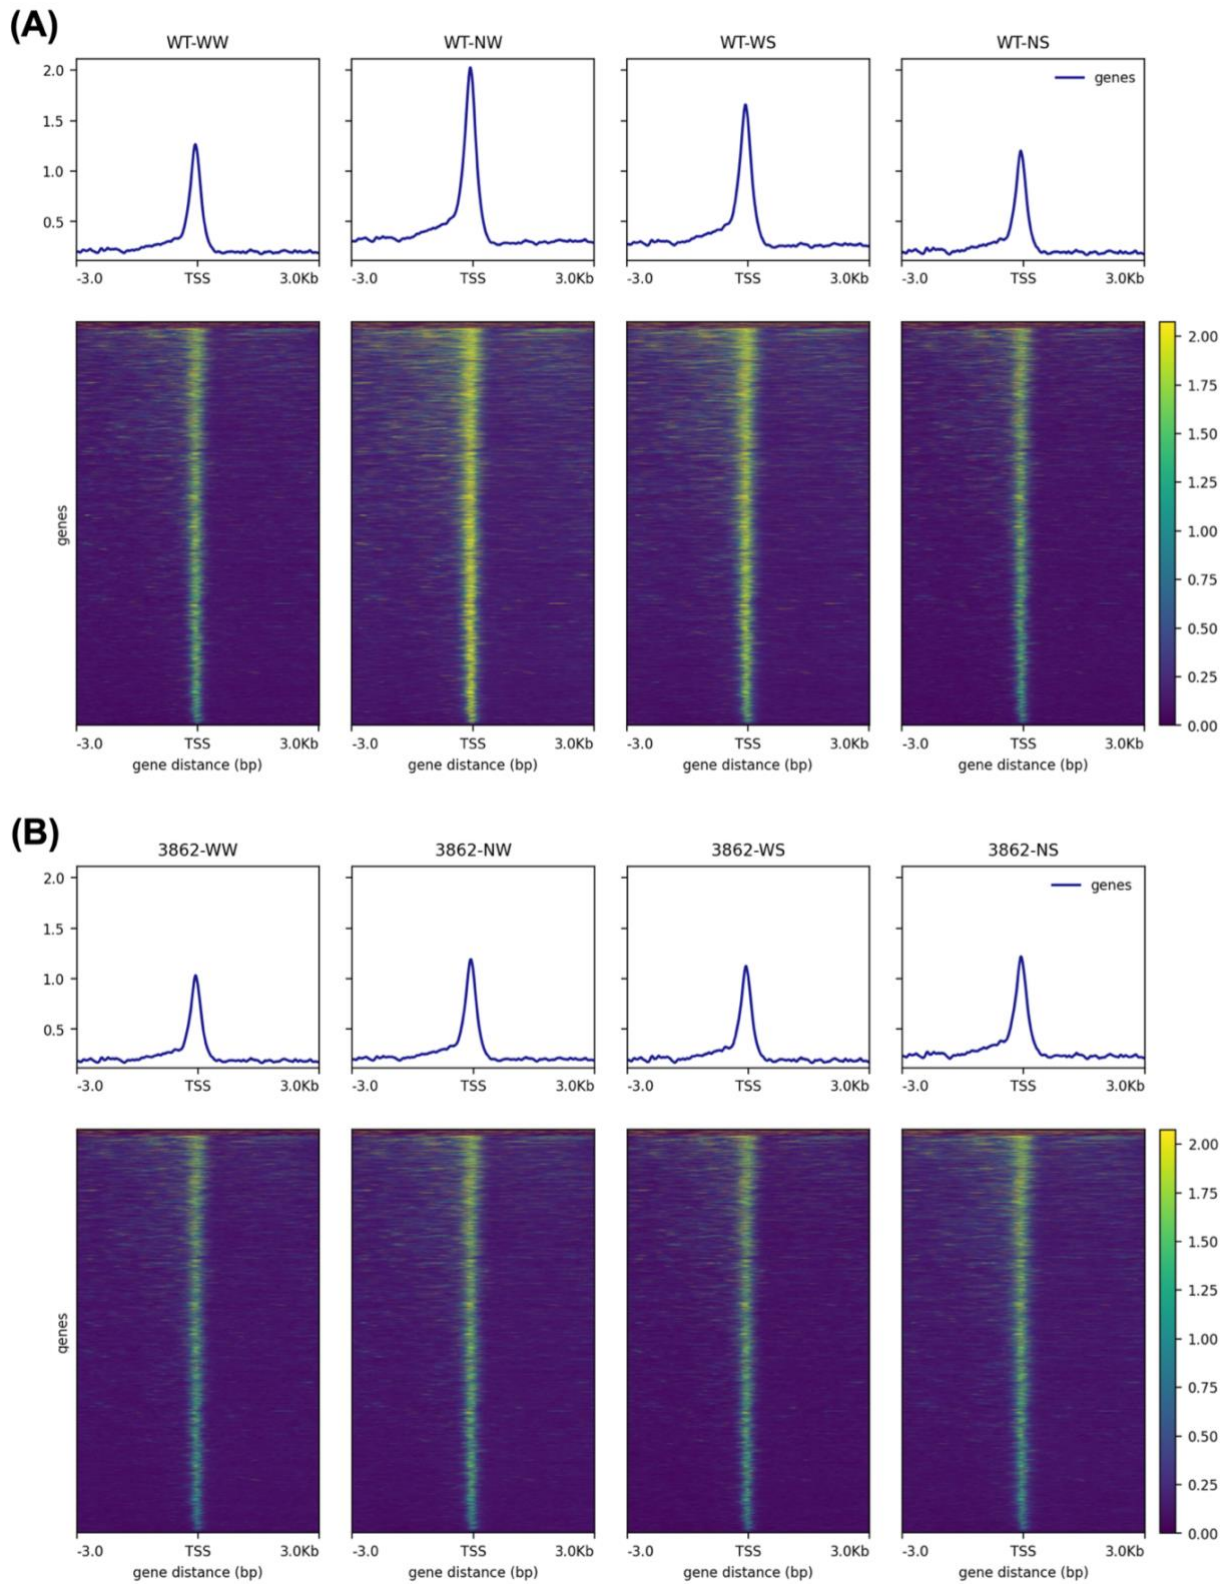 (A)
WT-WW WT-NW WT-WS WT-NS
2.0
1.5
1.0
0.5
genes
-3.0 TSS 3.0Kb -3.0 TSS 3.0Kb -3.0 TSS 3.0Kb -3.0 TSS 3.0Kb
genes
2.00
1.75
1.50
1.25
1.00
0.75
0.50
0.25
0.00
-3.0 TSS 3.0Kb -3.0 TSS 3.0Kb -3.0 TSS 3.0Kb -3.0 TSS 3.0Kb
gene distance (bp) gene distance (bp) gene distance (bp) gene distance (bp)
(B)
3862-WW 3862-NW 3862-WS 3862-NS
2.0
1.5
1.0
0.5
genes
-3.0 TSS 3.0Kb -3.0 TSS 3.0Kb -3.0 TSS 3.0Kb -3.0 TSS 3.0Kb
genes
2.00
1.75
1.50
1.25
1.00
0.75
0.50
0.25
0.00
-3.0 TSS 3.0Kb -3.0 TSS 3.0Kb -3.0 TSS 3.0Kb -3.0 TSS 3.0Kb
gene distance (bp) gene distance (bp) gene distance (bp) gene distance (bp)